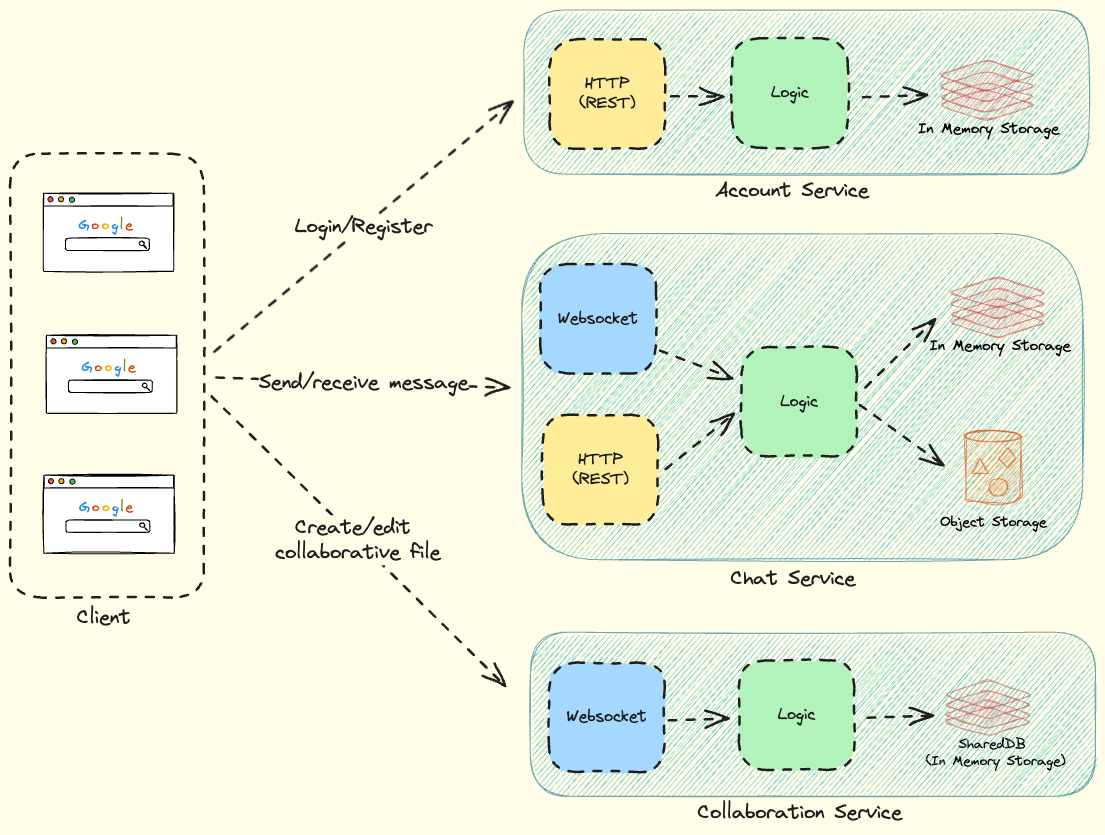 HTTP
(REST)
Logic
In Memory Storage
Account Service
Google
Login/Register
Websocket
In Memory Storage
Google
Send/receive message
Logic
HTTP
(REST)
Object Storage
Google
Create/edit
collaborative file
Chat Service
Client
Websocket
Logic
SharedDB
(In Memory Storage)
Collaboration Service